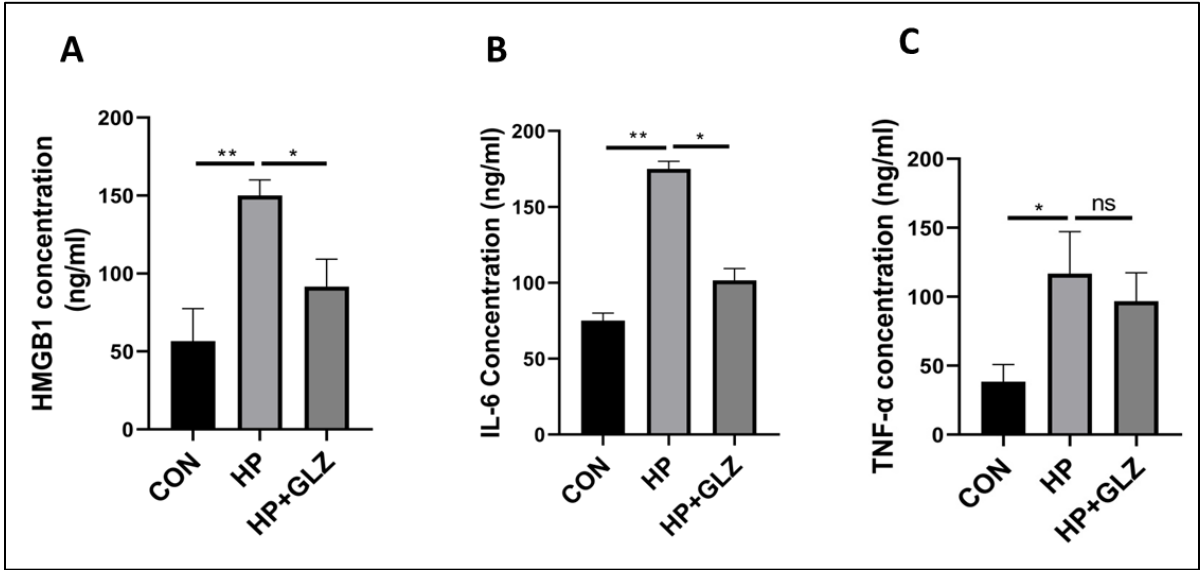 A
HMGB1 concentration
(ng/ml)
200
150
100
50
0
**
*
CON
HP
HP+GLZ
B
IL-6 Concentration (ng/ml)
200
150
100
50
0
**
*
CON
HP
HP+GLZ
C
TNF-α concentration (ng/ml)
200
150
100
50
0
*
ns
CON
HP
HP+GLZ